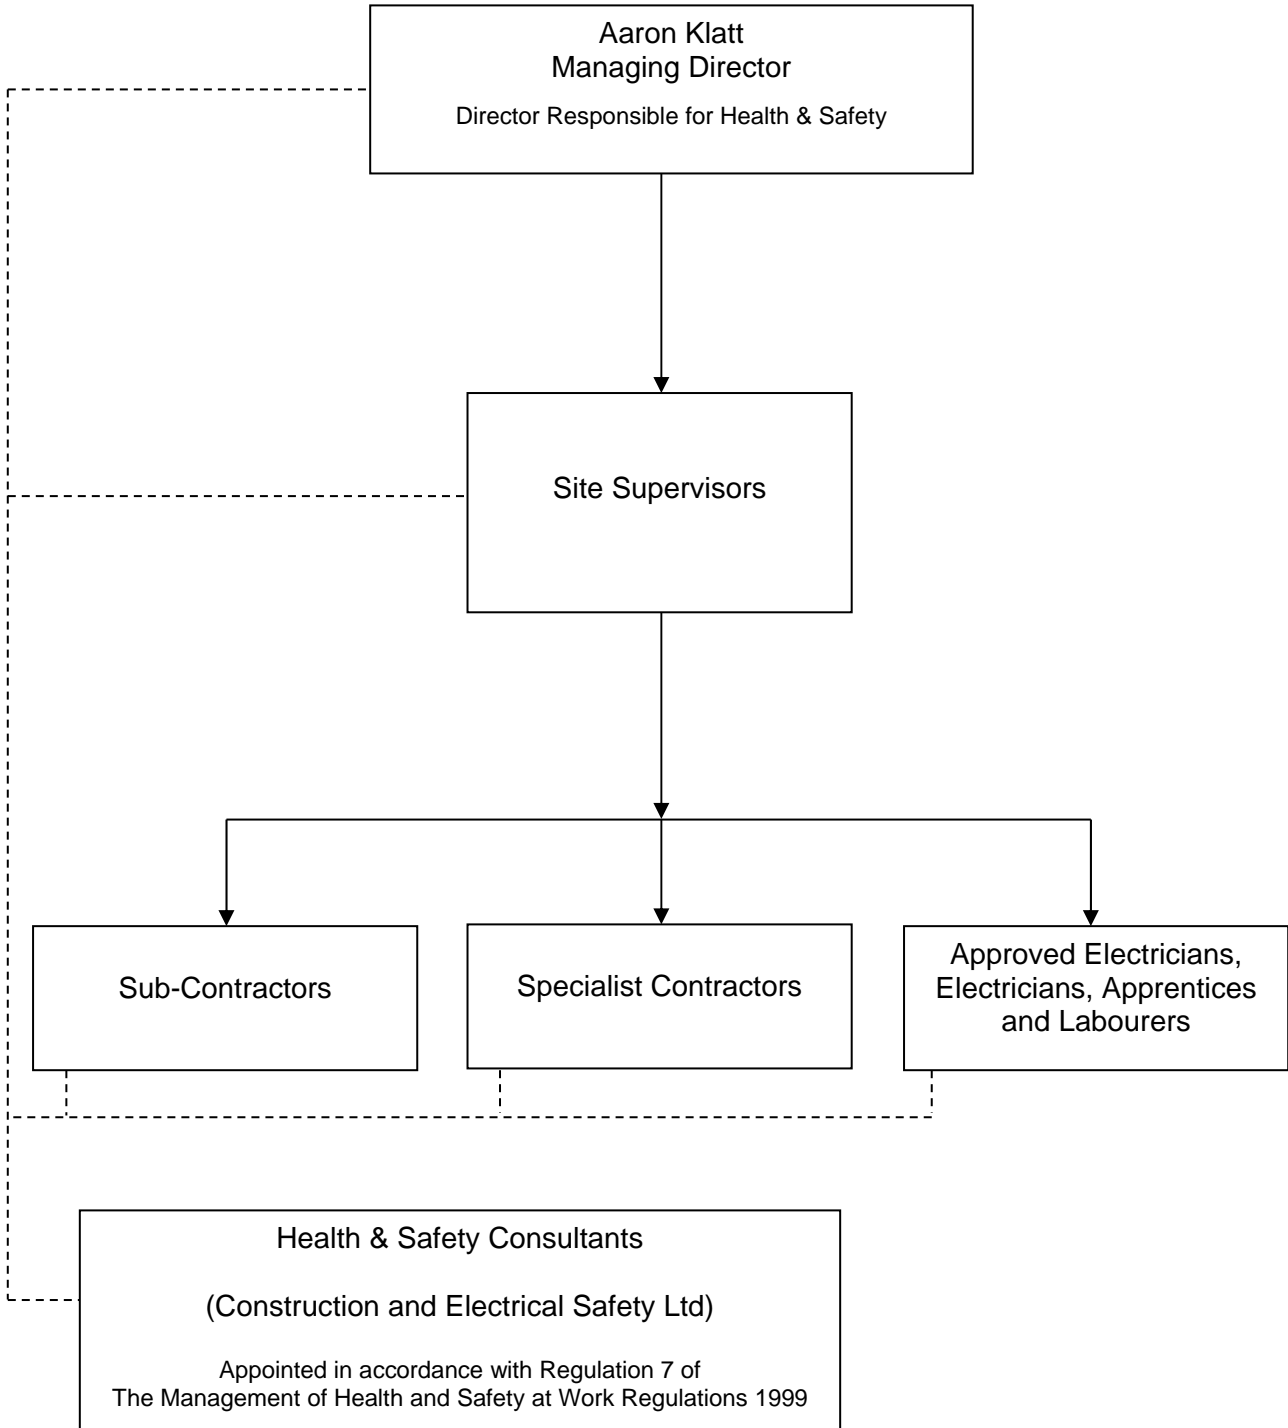 Aaron Klatt
Managing Director
Director Responsible for Health & Safety
Site Supervisors
Sub-Contractors
Specialist Contractors
Approved Electricians,
Electricians, Apprentices
and Labourers
Health & Safety Consultants
(Construction and Electrical Safety Ltd)
Appointed in accordance with Regulation 7 of
The Management of Health and Safety at Work Regulations 1999